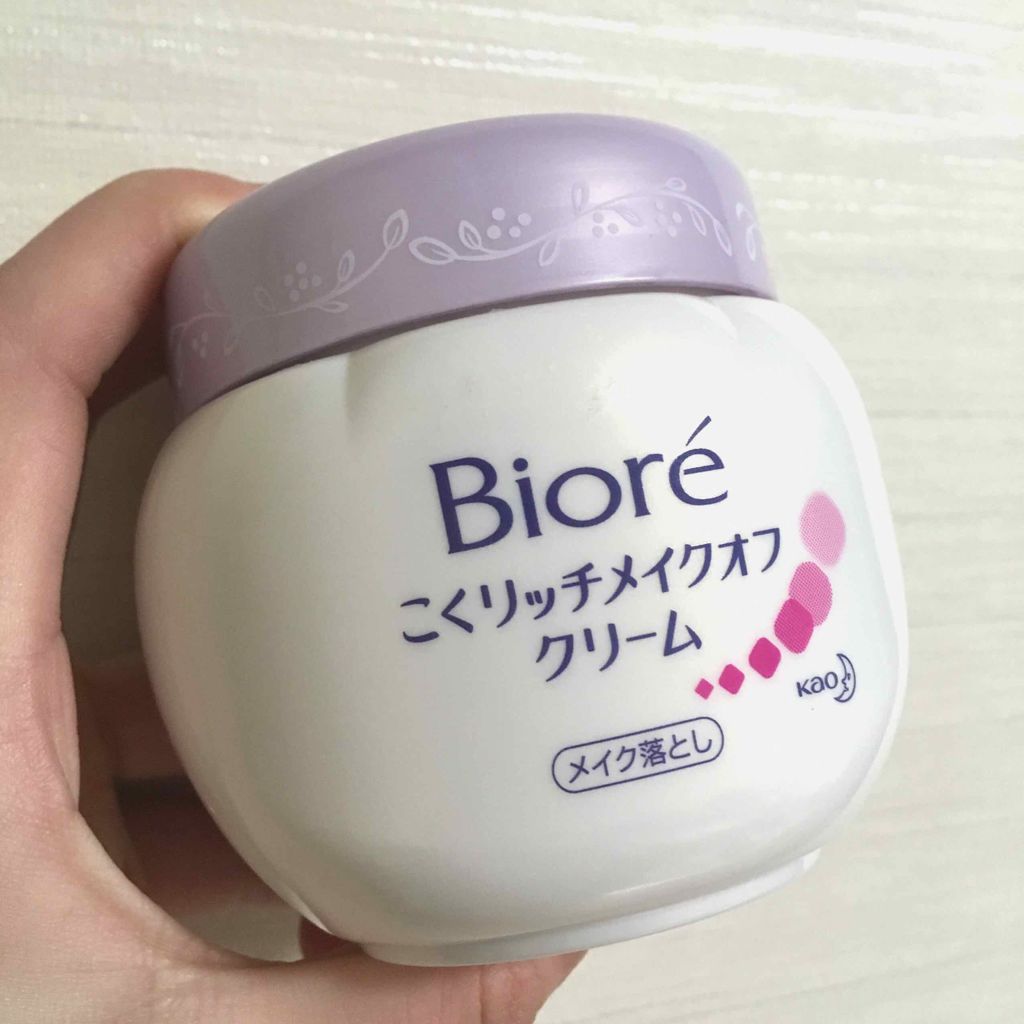 Bioré
こくリッチメイクオフ
クリーム
Kao
メイク落とし